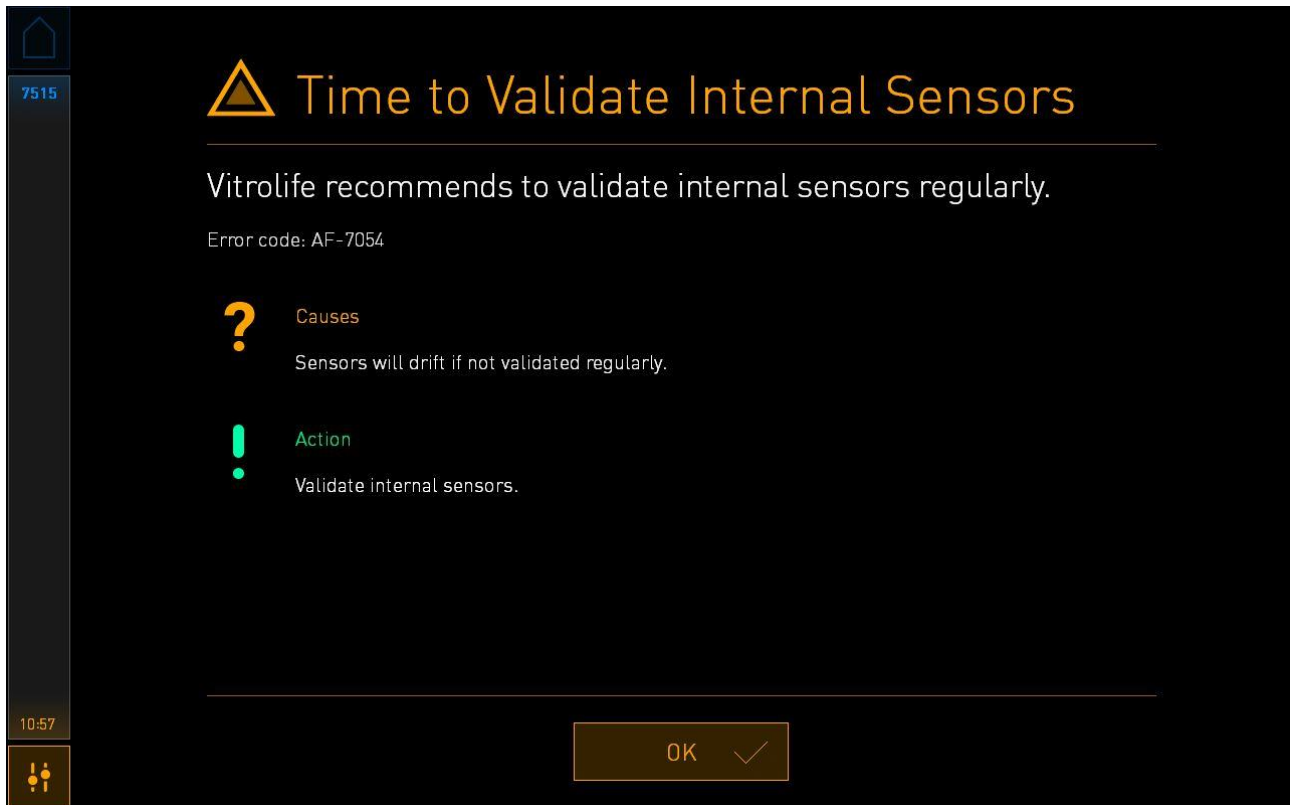 7515
Time to Validate Internal Sensors
Vitrolife recommends to validate internal sensors regularly.
Error code: AF-7054
?
Causes
Sensors will drift if not validated regularly.
!
Action
Validate internal sensors.
10:57
OK